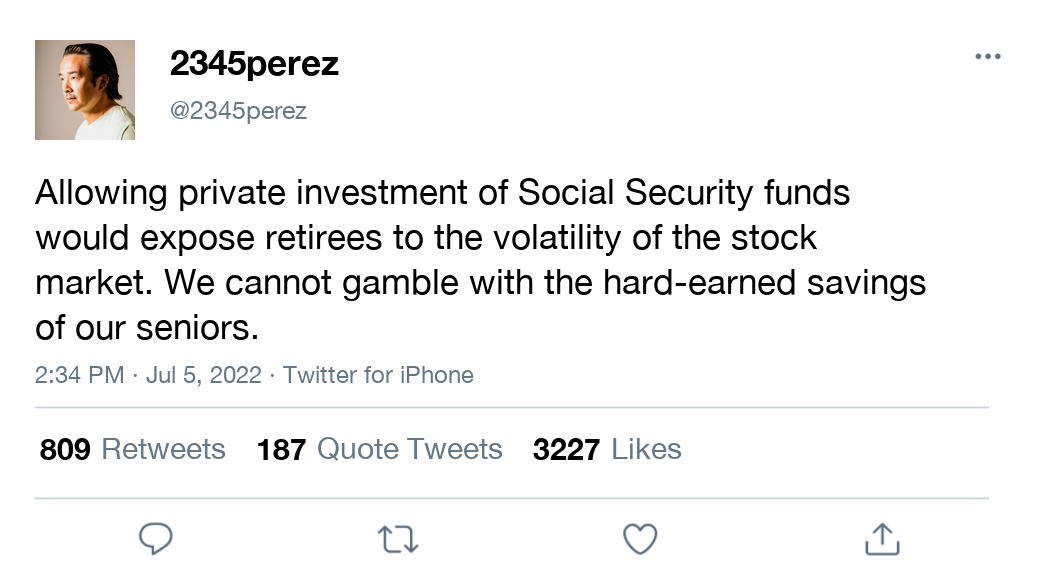 2345perez
@2345perez
Allowing private investment of Social Security funds
would expose retirees to the volatility of the stock
market. We cannot gamble with the hard-earned savings
of our seniors.
2:34 PM · Jul 5, 2022 · Twitter for iPhone
809 Retweets 187 Quote Tweets 3227 Likes